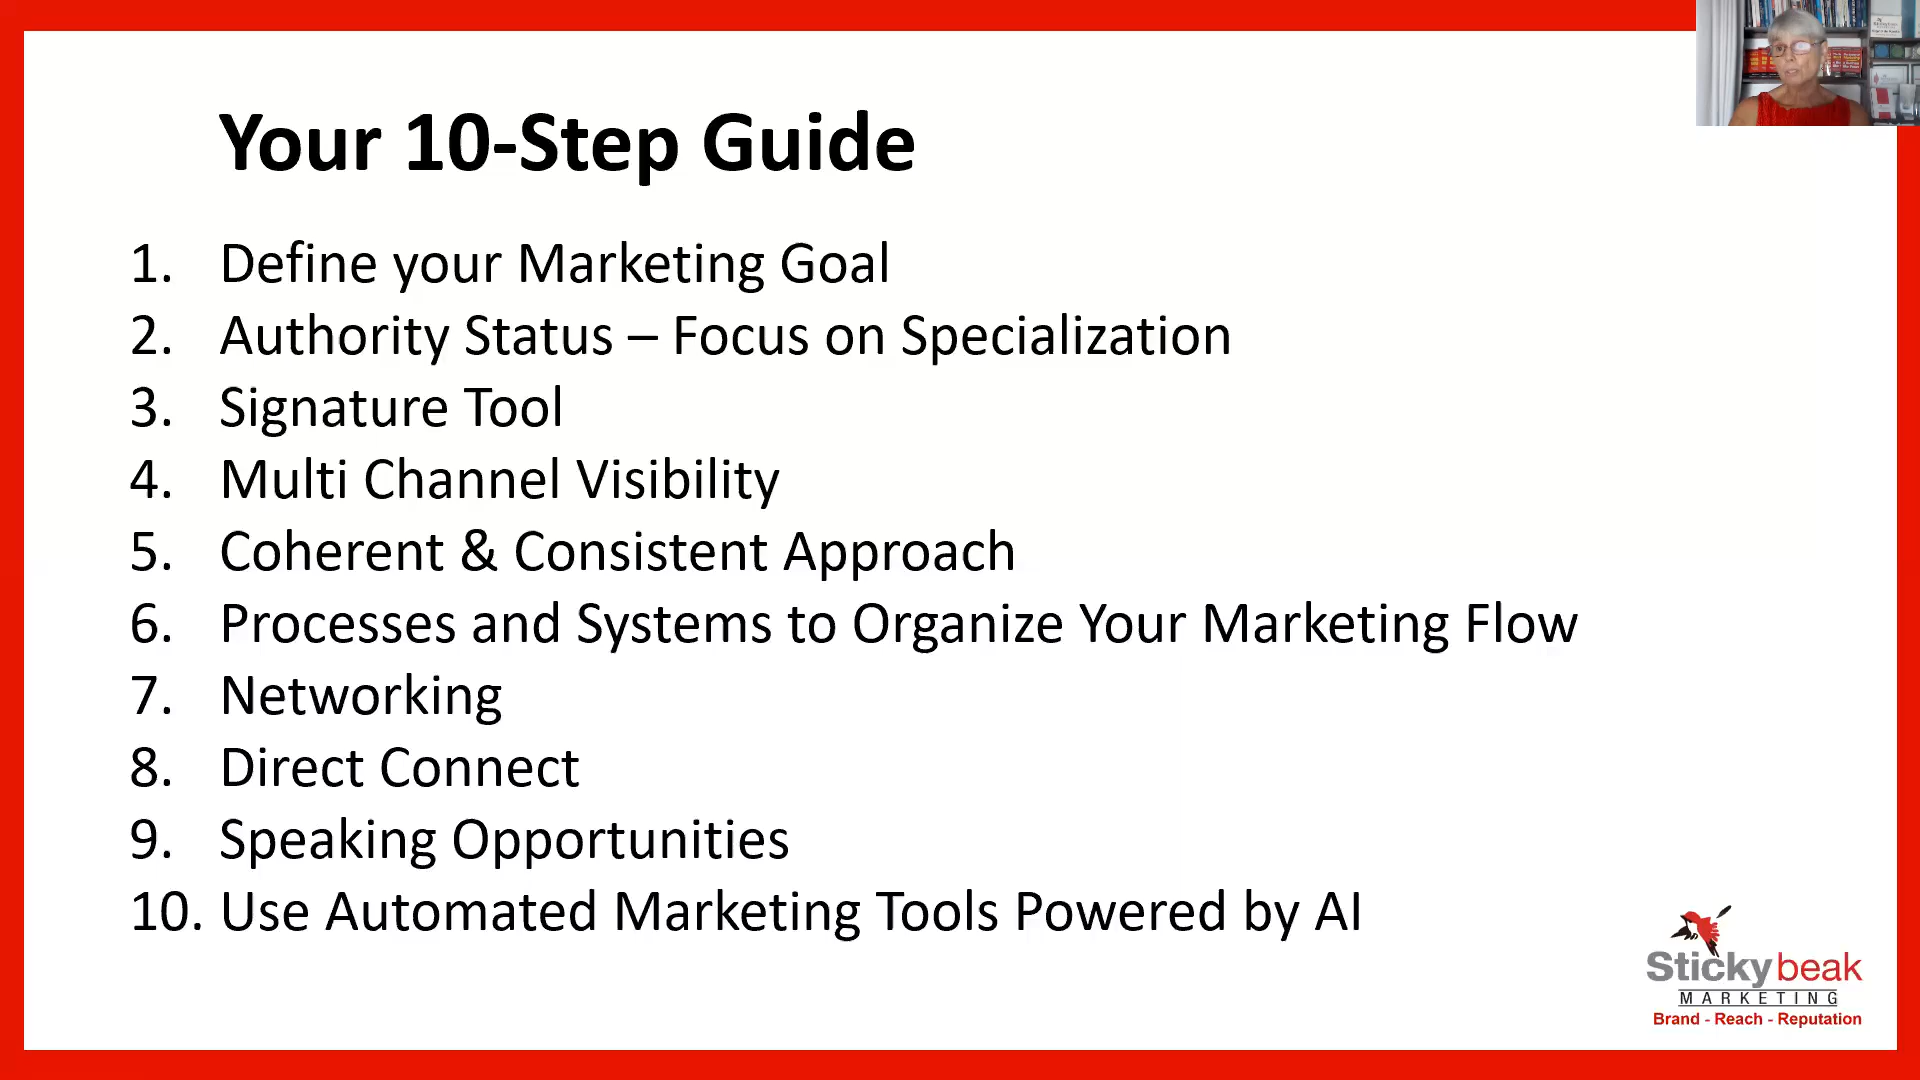 Your 10-Step Guide
1. Define your Marketing Goal
2. Authority Status – Focus on Specialization
3. Signature Tool
4. Multi Channel Visibility
5. Coherent & Consistent Approach
6. Processes and Systems to Organize Your Marketing Flow
7. Networking
8. Direct Connect
9. Speaking Opportunities
10. Use Automated Marketing Tools Powered by AI
Stickybeak
MARKETING
Brand - Reach - Reputation